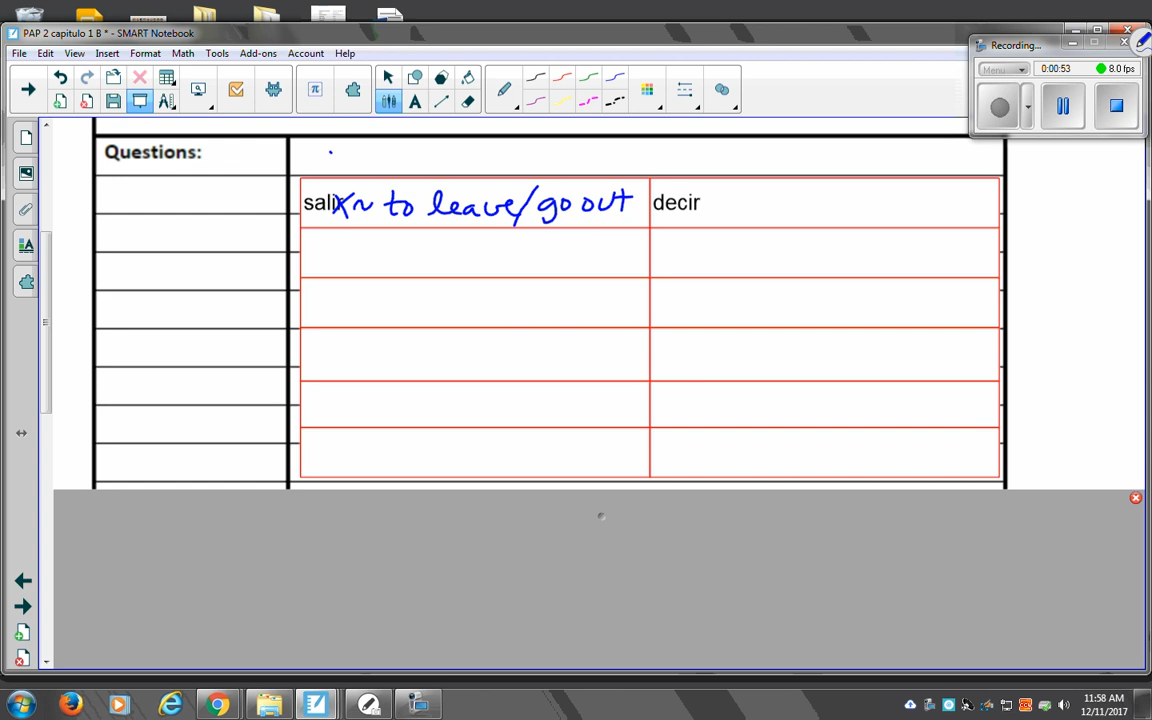 PAP 2 capitulo 1 B * - SMART Notebook
File Edit View Insert Format Math Tools Add-ons Account Help
Recording...
Menu 0:00:53 8.0 fps
Questions:
salir to leave/go out decir
11:58 AM
12/11/2017